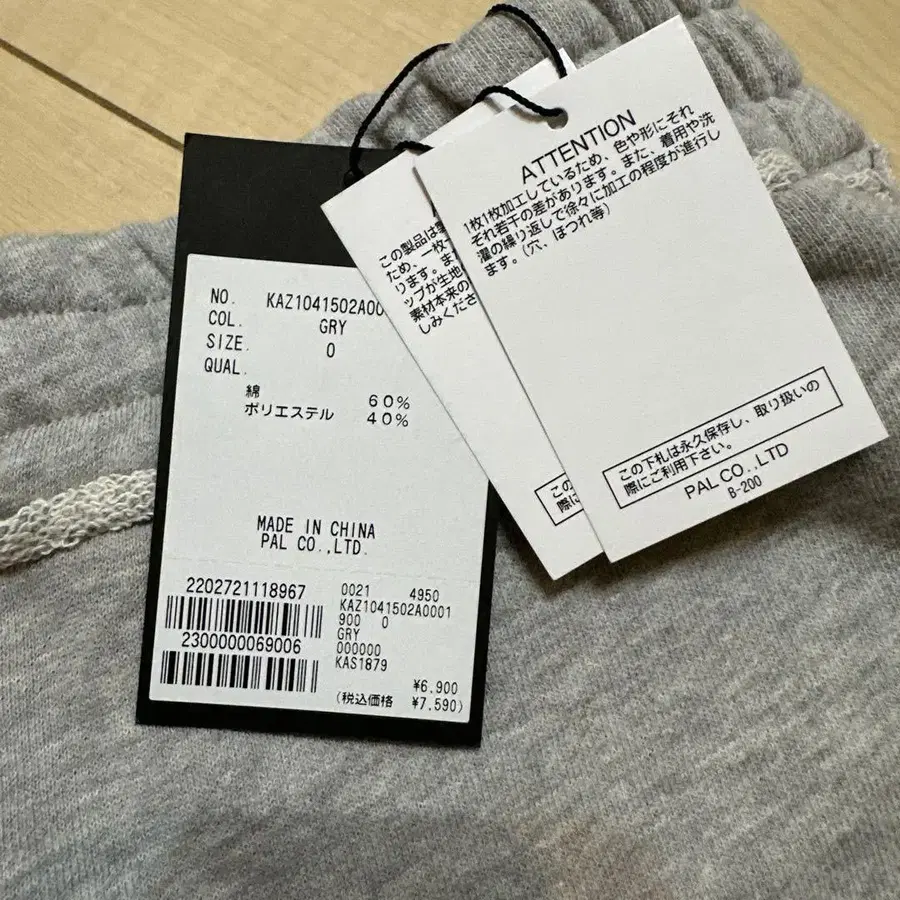 NO. KAZ1041502A00
COL. GRY
SIZE. 0
QUAL.
綿 60%
ポリエステル 40%
MADE IN CHINA
PAL CO.,LTD.
2202721118967
2300000069006
0021 4950
KAZ1041502A0001
900 0
GRY
000000
KAS1879
¥6,900
(税込価格 ¥7,590)
この製品は
ため、一枚
ります。ま
ップが生地
素材本来の
しみくださ
この
際に
ATTENTION
1枚1枚加工しているため、色や形にそれ
ぞれ若干の差があります。また、着用や洗
濯の繰り返しで徐々に加工の程度が進行し
ます。(穴、ほつれ等)
この下札は永久保存し、取り扱いの
際にご利用下さい。
PAL CO.,LTD
B-200